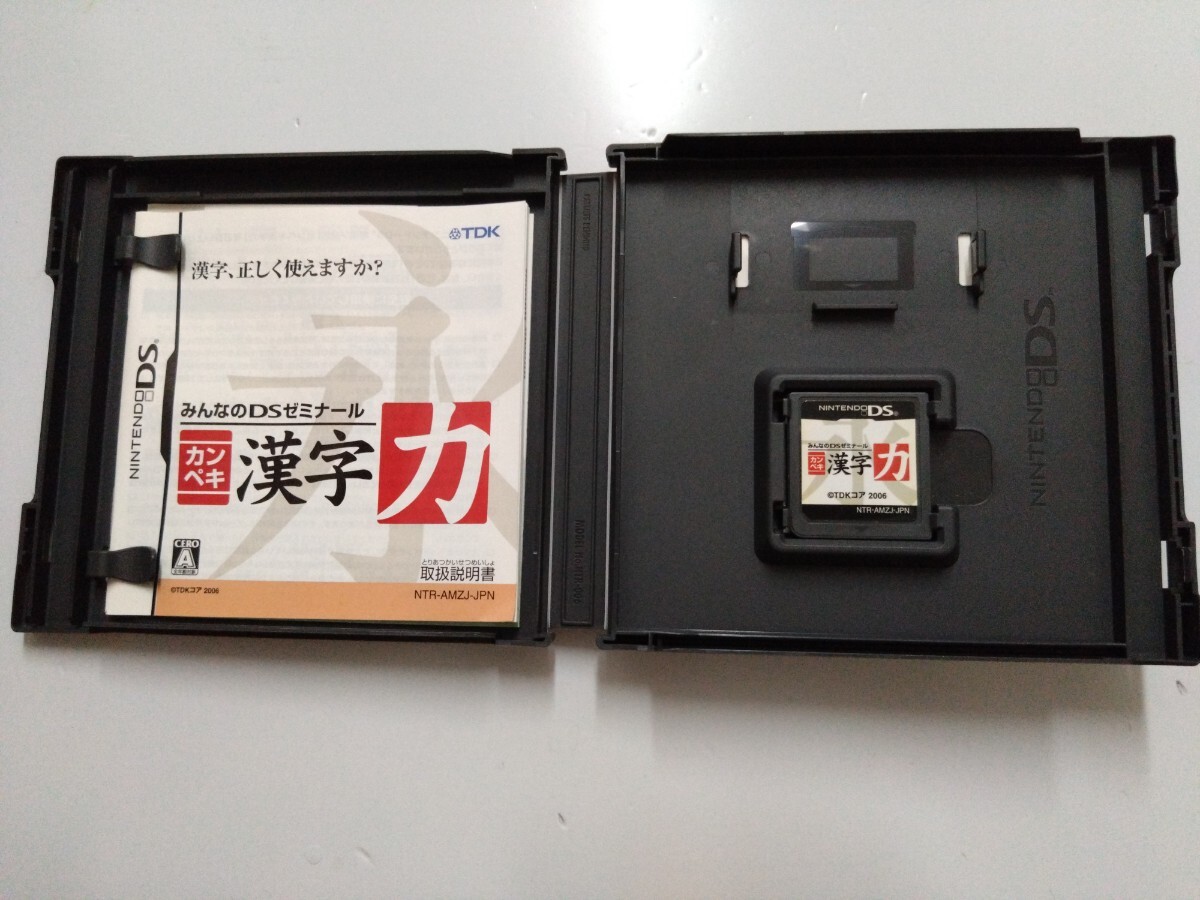 TDK
漢字、正しく使えますか?
永
NINTENDO DS®
みんなのDSゼミナール
カン
ペキ
漢字力
CERO
A
とりあつかいせつめいしょ
取扱説明書
©TDKコア 2006
NTR-AMZJ-JPN
NINTENDO DS™
NINTENDO DS®
永
みんなのDSゼミナール
カン
ペキ
漢字力
©TDKコア 2006
NTR-AMZJ-JPN